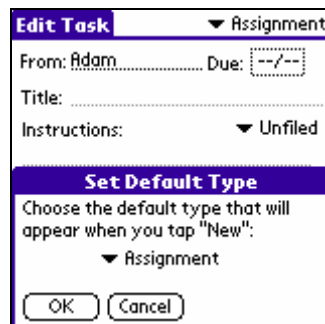 Edit Task ▼ Assignment
From: Adam Due: --/--
Title:
Instructions: ▼ Unfiled
Set Default Type
Choose the default type that will
appear when you tap "New":
▼ Assignment
OK Cancel